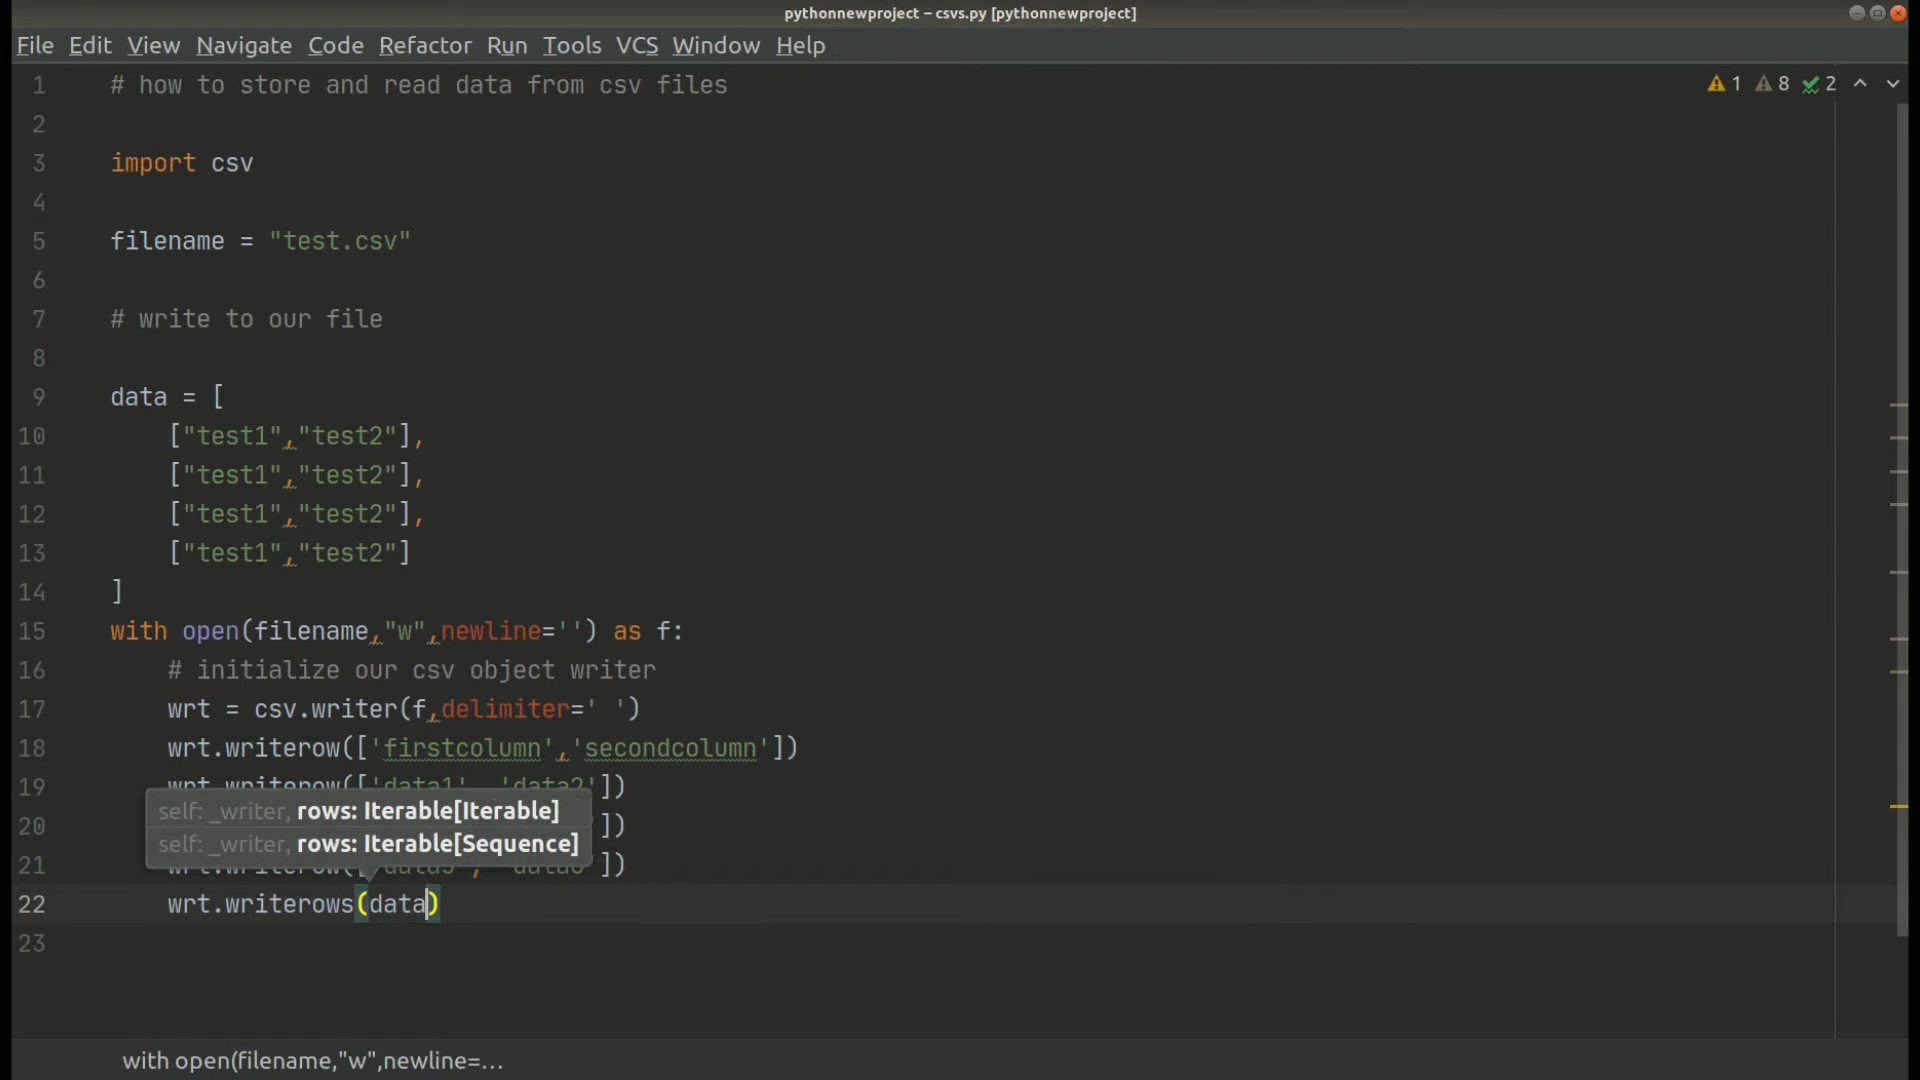 pythonnewproject – csvs.py [pythonnewproject]
File Edit View Navigate Code Refactor Run Tools VCS Window Help
1 # how to store and read data from csv files
1 8 2
2
3 import csv
4
5 filename = "test.csv"
6
7 # write to our file
8
9 data = [
10 ["test1","test2"],
11 ["test1","test2"],
12 ["test1","test2"],
13 ["test1","test2"]
14 ]
15 with open(filename,"w",newline='') as f:
16 # initialize our csv object writer
17 wrt = csv.writer(f,delimiter=' ')
18 wrt.writerow(['firstcolumn','secondcolumn'])
19 wrt.writerow(['data1', 'data2'])
self: _writer, rows: Iterable[Iterable]
20 '])
self: _writer, rows: Iterable[Sequence]
21 '])
22 wrt.writerows(data)
23
with open(filename,"w",newline=...